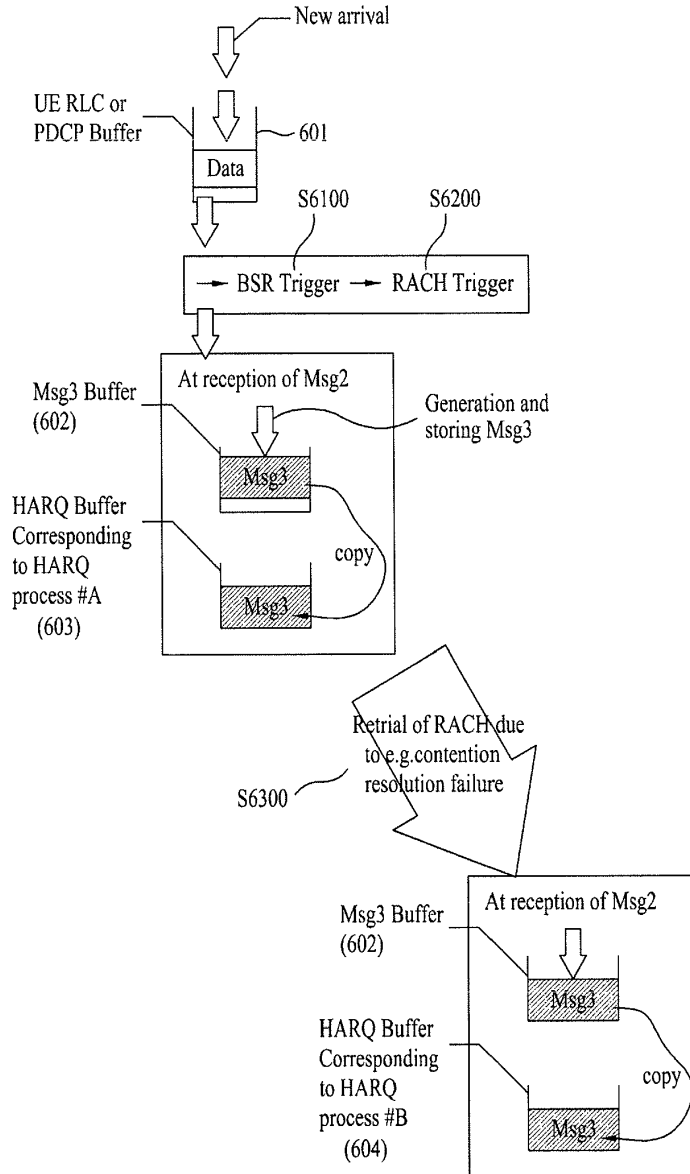 New arrival
UE RLC or
PDCP Buffer
601
Data
S6100
S6200
→ BSR Trigger → RACH Trigger
At reception of Msg2
Msg3 Buffer
(602)
Generation and
storing Msg3
Msg3
HARQ Buffer
Corresponding
to HARQ
process #A
(603)
copy
Msg3
Retrial of RACH due
to e.g.contention
resolution failure
S6300
At reception of Msg2
Msg3 Buffer
(602)
Msg3
HARQ Buffer
Corresponding
to HARQ
process #B
(604)
copy
Msg3